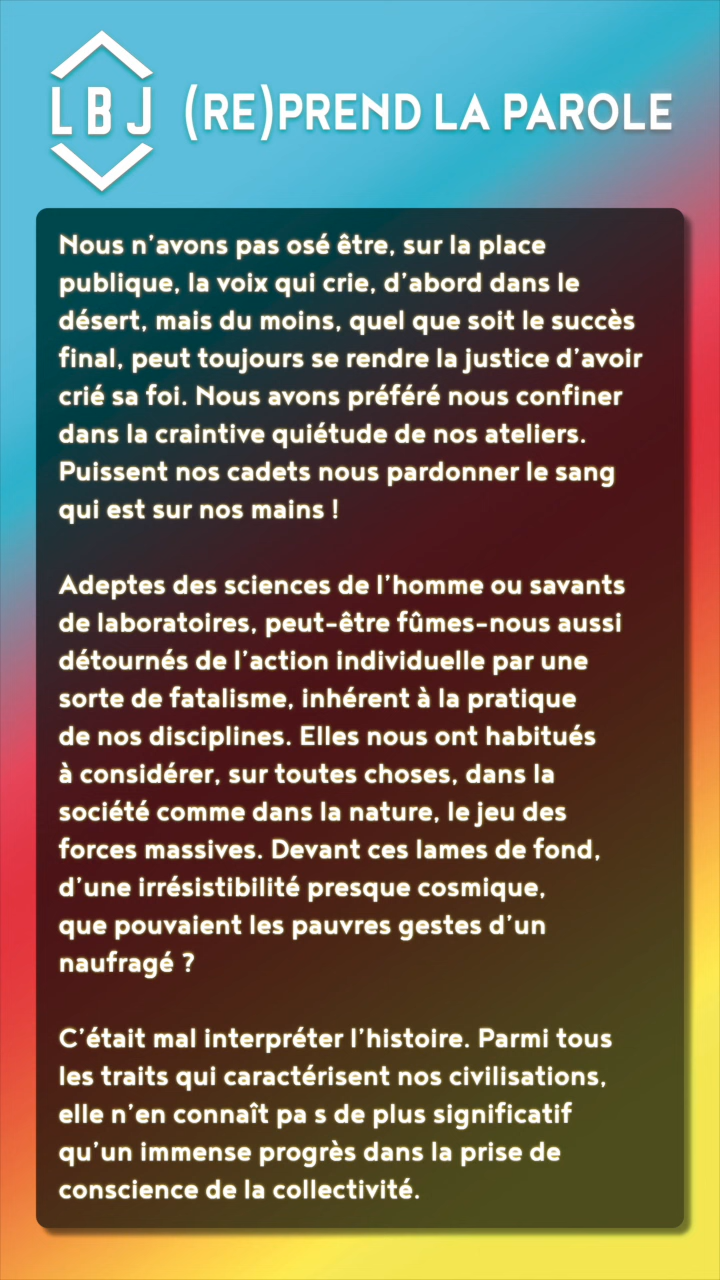 LBJ
(RE)PREND LA PAROLE
Nous n'avons pas osé être, sur la place
publique, la voix qui crie, d'abord dans le
désert, mais du moins, quel que soit le succès
final, peut toujours se rendre la justice d'avoir
crié sa foi. Nous avons préféré nous confiner
dans la craintive quiétude de nos ateliers.
Puissent nos cadets nous pardonner le sang
qui est sur nos mains !
Adeptes des sciences de l'homme ou savants
de laboratoires, peut-être fûmes-nous aussi
détournés de l'action individuelle par une
sorte de fatalisme, inhérent à la pratique
de nos disciplines. Elles nous ont habitués
à considérer, sur toutes choses, dans la
société comme dans la nature, le jeu des
forces massives. Devant ces lames de fond,
d'une irrésistibilité presque cosmique,
que pouvaient les pauvres gestes d'un
naufragé ?
C'était mal interpréter l'histoire. Parmi tous
les traits qui caractérisent nos civilisations,
elle n'en connaît pa s de plus significatif
qu'un immense progrès dans la prise de
conscience de la collectivité.